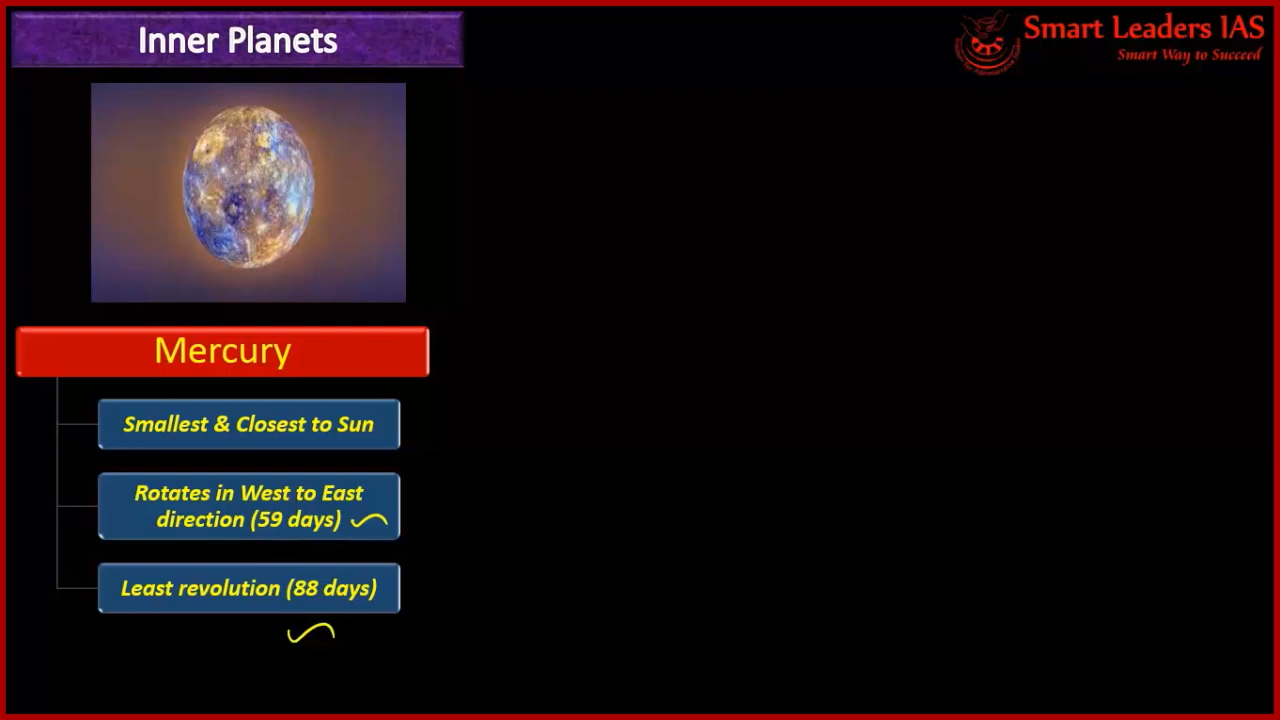 Inner Planets
Smart Leaders IAS
Smart Way to Succeed
Mercury
Smallest & Closest to Sun
Rotates in West to East
direction (59 days)
Least revolution (88 days)